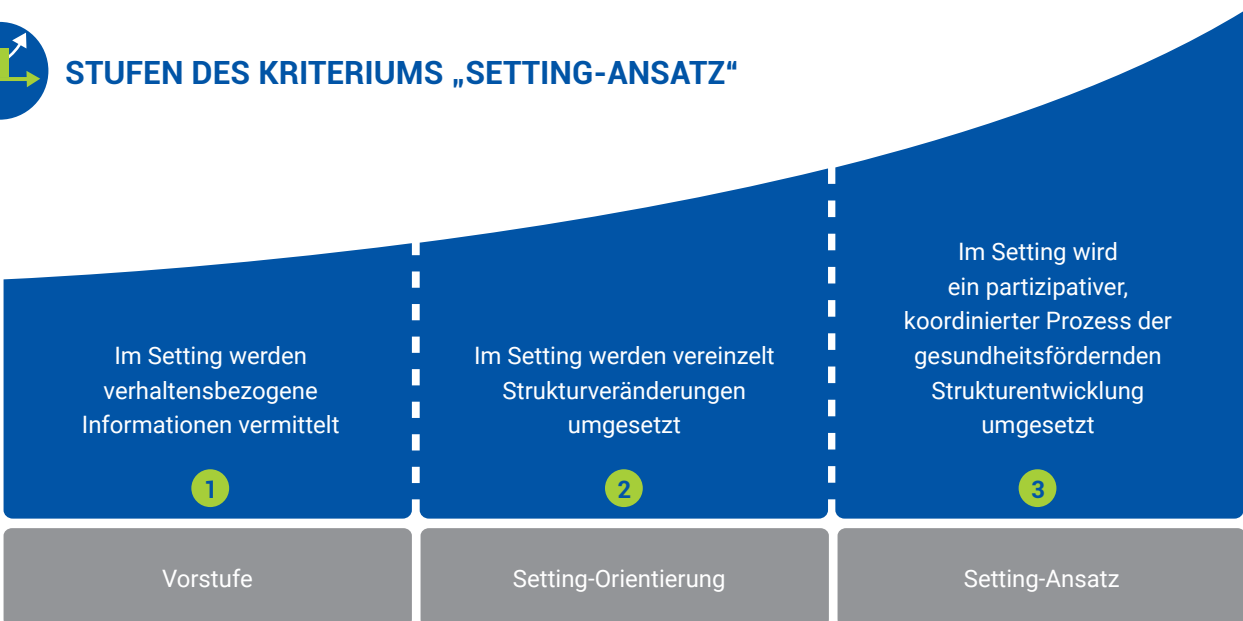 STUFEN DES KRITERIUMS „SETTING-ANSATZ“
Im Setting werden
verhaltensbezogene
Informationen vermittelt
1
Vorstufe
Im Setting werden vereinzelt
Strukturveränderungen
umgesetzt
2
Setting-Orientierung
Im Setting wird
ein partizipativer,
koordinierter Prozess der
gesundheitsfördernden
Strukturentwicklung
umgesetzt
3
Setting-Ansatz